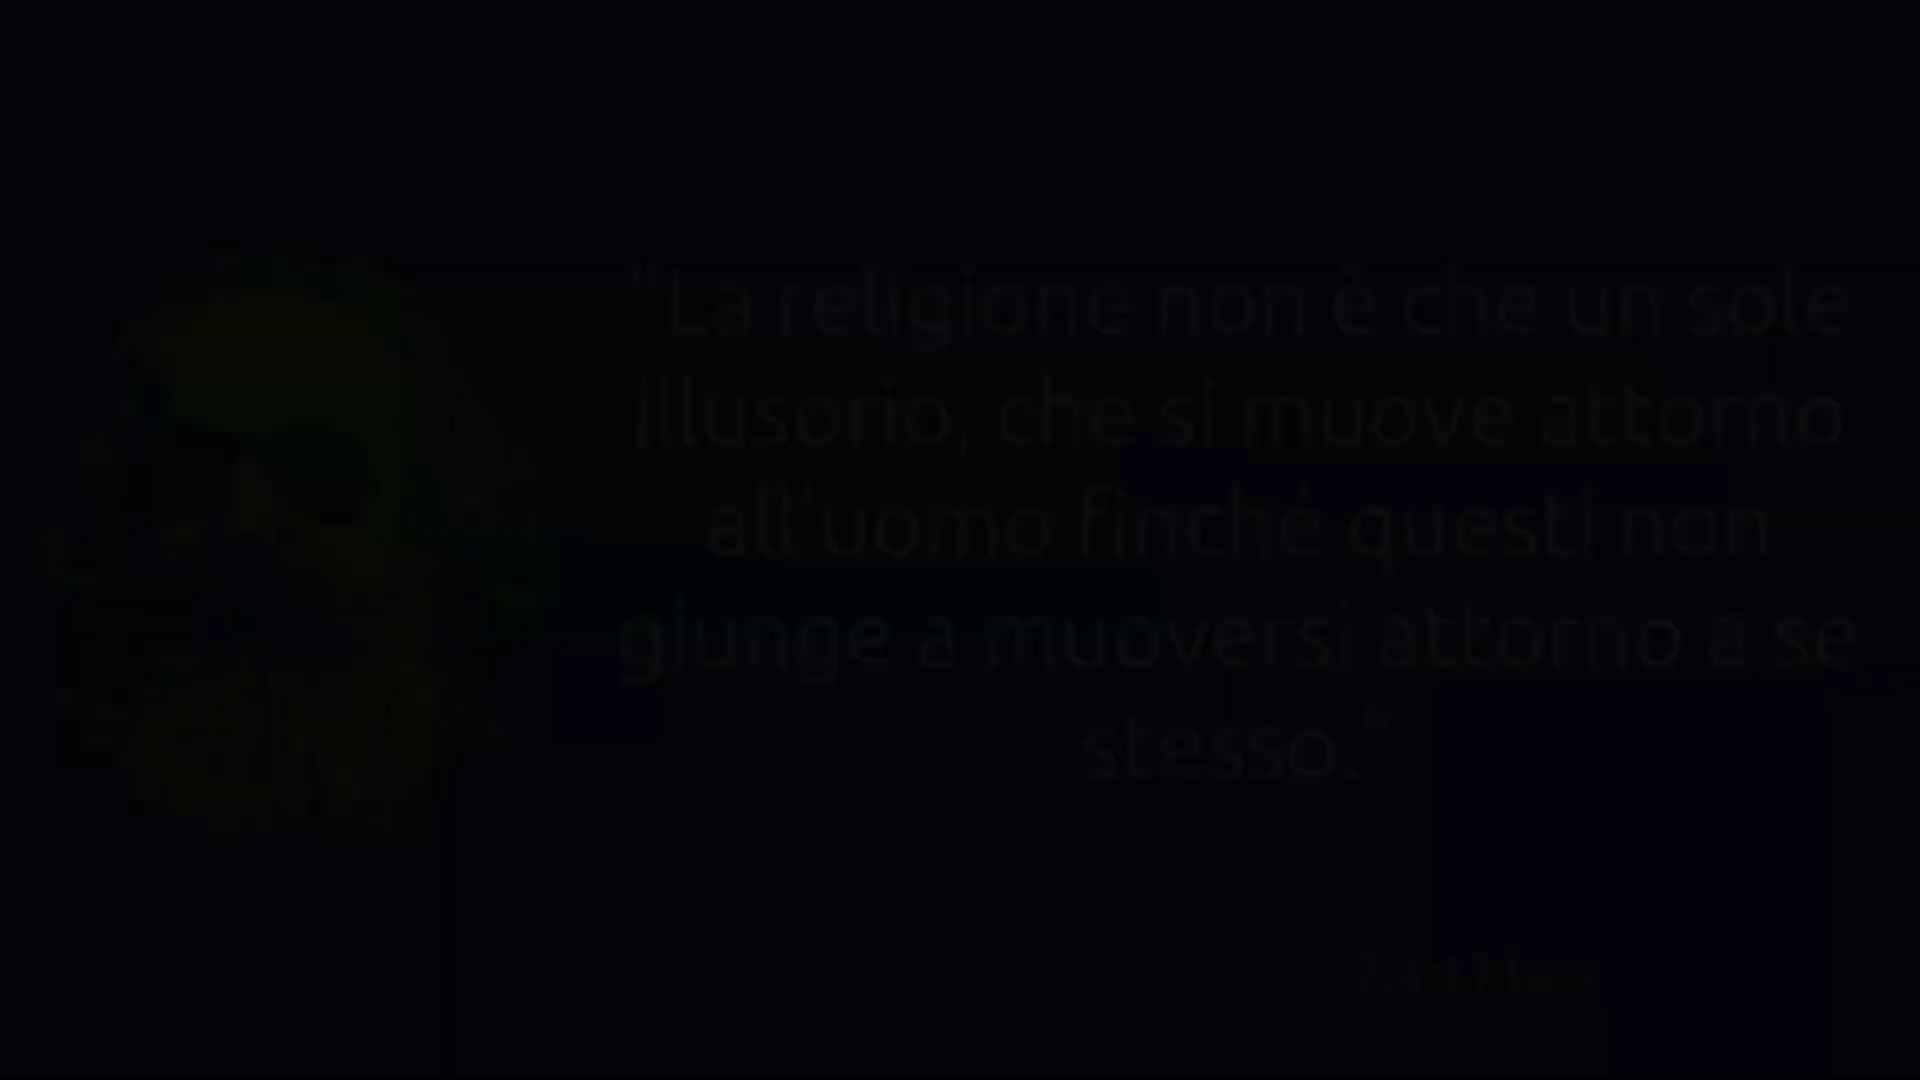 "La religione non è che un sole
illusorio, che si muove attorno
all'uomo finché questi non
giunge a muoversi attorno a se
stesso."
Karl Marx